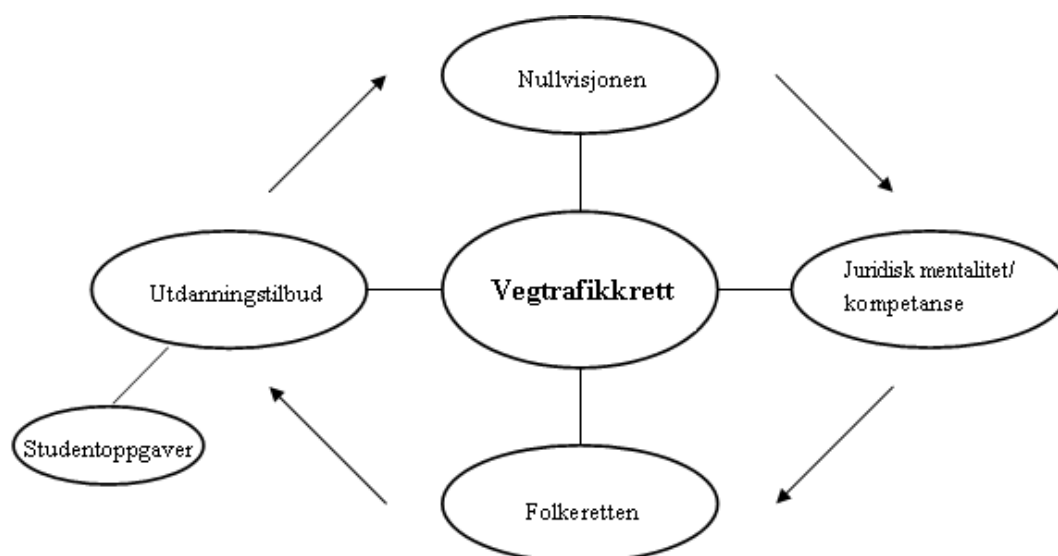 Nullvisjonen
Utdanningstilbud
Vegtrafikkrett
Juridisk mentalitet/
kompetanse
Studentoppgaver
Folkeretten